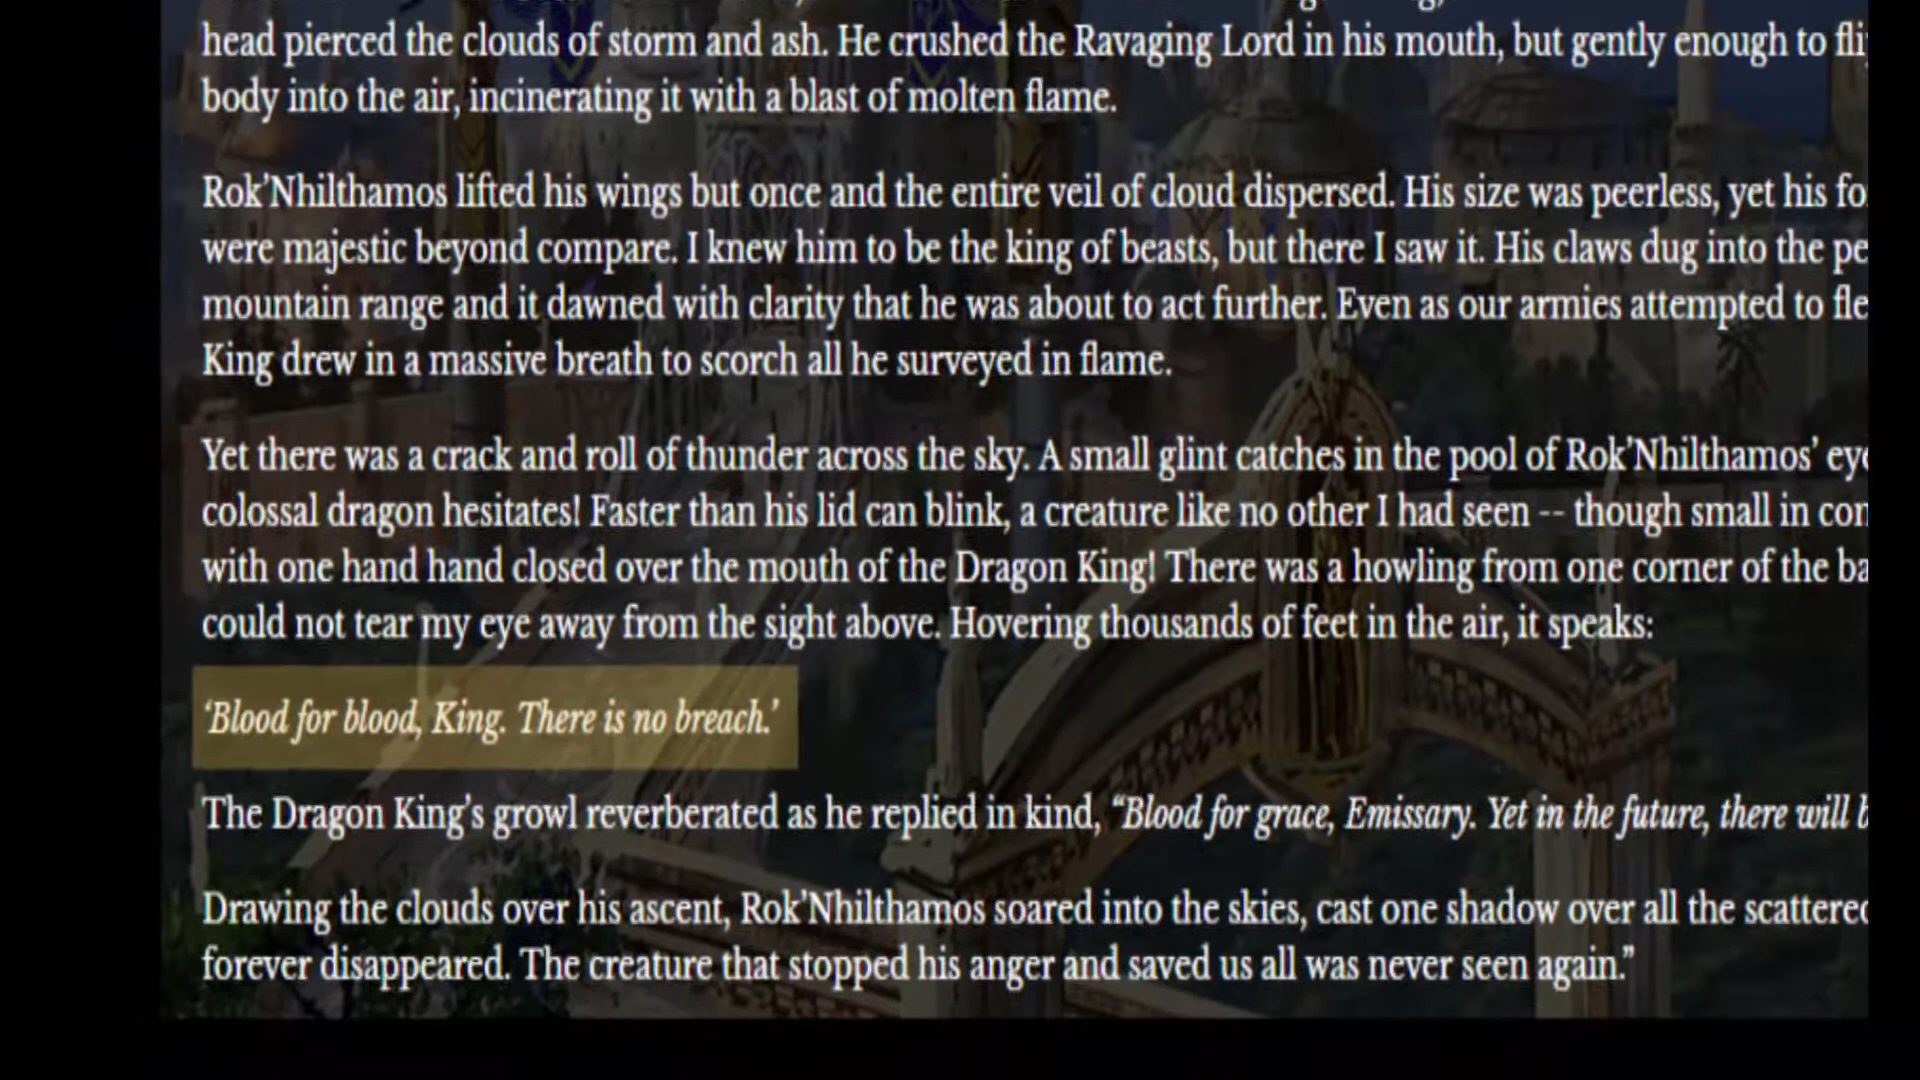 head pierced the clouds of storm and ash. He crushed the Ravaging Lord in his mouth, but gently enough to
body into the air, incinerating it with a blast of molten flame.
Rok’Nhilthamos lifted his wings but once and the entire veil of cloud dispersed. His size was peerless, yet his
were majestic beyond compare. I knew him to be the king of beasts, but there I saw it. His claws dug into the
mountain range and it dawned with clarity that he was about to act further. Even as our armies attempted to
King drew in a massive breath to scorch all he surveyed in flame.
Yet there was a crack and roll of thunder across the sky. A small glint catches in the pool of Rok’Nhilthamos’
colossal dragon hesitates! Faster than his lid can blink, a creature like no other I had seen -- though small in
with one hand hand closed over the mouth of the Dragon King! There was a howling from one corner of the
could not tear my eye away from the sight above. Hovering thousands of feet in the air, it speaks:
‘Blood for blood, King. There is no breach.’
The Dragon King’s growl reverberated as he replied in kind, “Blood for grace, Emissary. Yet in the future, there will
Drawing the clouds over his ascent, Rok’Nhilthamos soared into the skies, cast one shadow over all the
forever disappeared. The creature that stopped his anger and saved us all was never seen again.”